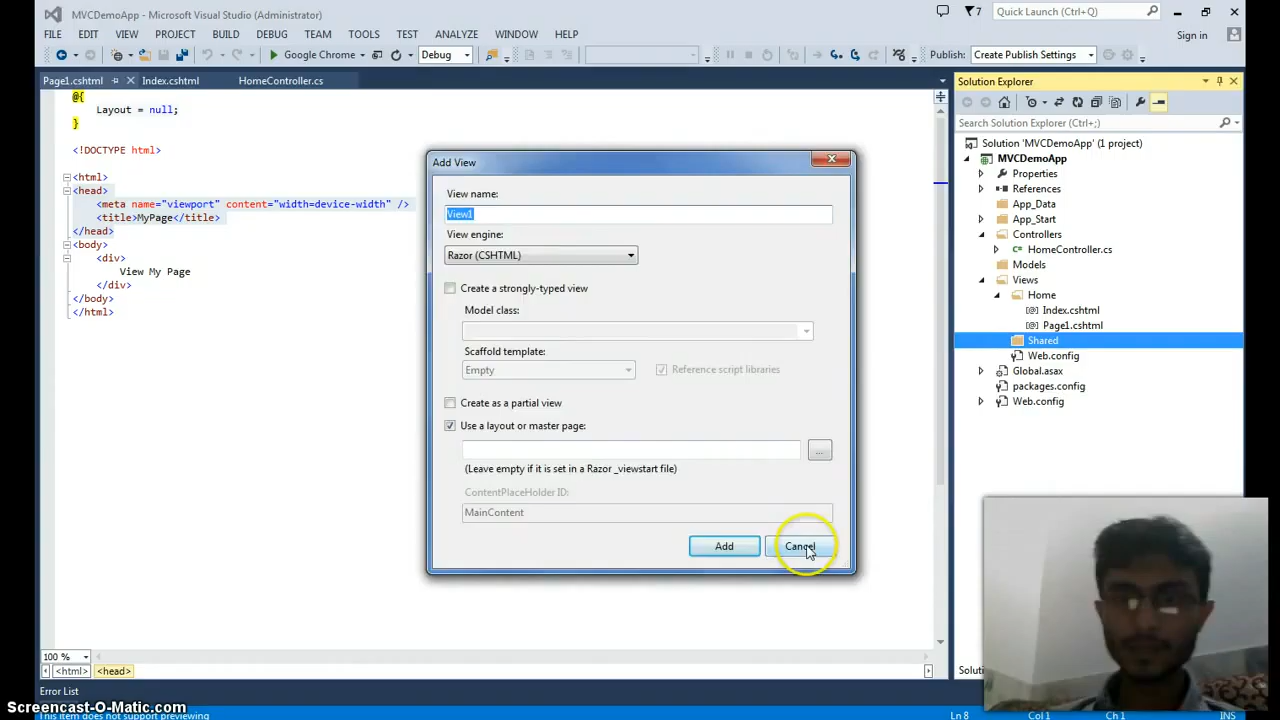 MVCDemoApp - Microsoft Visual Studio (Administrator)
7
Quick Launch (Ctrl+Q)
FILE EDIT VIEW PROJECT BUILD DEBUG TEAM TOOLS TEST ANALYZE WINDOW HELP
Sign in
Google Chrome
Debug
Publish: Create Publish Settings
Page1.cshtml
Index.cshtml
HomeController.cs
@{
Layout = null;
}
<!DOCTYPE html>
<html>
<head>
<meta name="viewport" content="width=device-width" />
<title>MyPage</title>
</head>
<body>
<div>
View My Page
</div>
</body>
</html>
100 %
<html>
<head>
Add View
View name:
View1
View engine:
Razor (CSHTML)
Create a strongly-typed view
Model class:
Scaffold template:
Empty
Reference script libraries
Create as a partial view
Use a layout or master page:
...
(Leave empty if it is set in a Razor _viewstart file)
ContentPlaceHolder ID:
MainContent
Add
Cancel
Solution Explorer
Search Solution Explorer (Ctrl+;)
Solution 'MVCDemoApp' (1 project)
MVCDemoApp
Properties
References
App_Data
App_Start
Controllers
HomeController.cs
Models
Views
Home
Index.cshtml
Page1.cshtml
Shared
Web.config
Global.asax
packages.config
Web.config
Error List
Screencast-O-Matic.com
This item does not support previewing
Ln 8
Col 1
Ch 1
INS